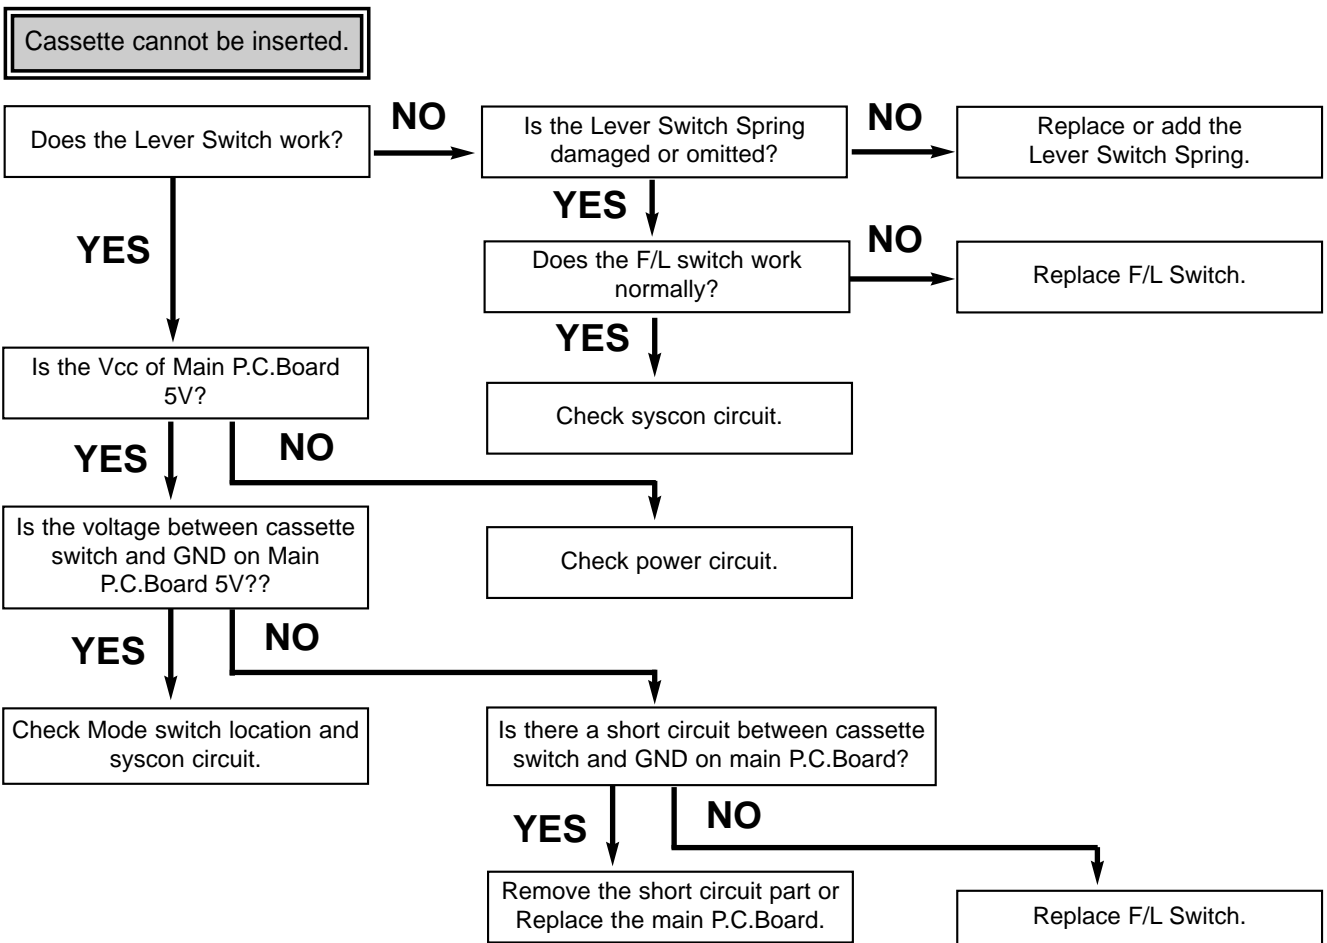 Cassette cannot be inserted.
Does the Lever Switch work?
NO
Is the Lever Switch Spring
damaged or omitted?
NO
Replace or add the
Lever Switch Spring.
YES
YES
Does the F/L switch work
normally?
NO
Replace F/L Switch.
YES
Is the Vcc of Main P.C.Board
5V?
Check syscon circuit.
YES
NO
Is the voltage between cassette
switch and GND on Main
P.C.Board 5V??
Check power circuit.
YES
NO
Check Mode switch location and
syscon circuit.
Is there a short circuit between cassette
switch and GND on main P.C.Board?
YES
NO
Remove the short circuit part or
Replace the main P.C.Board.
Replace F/L Switch.